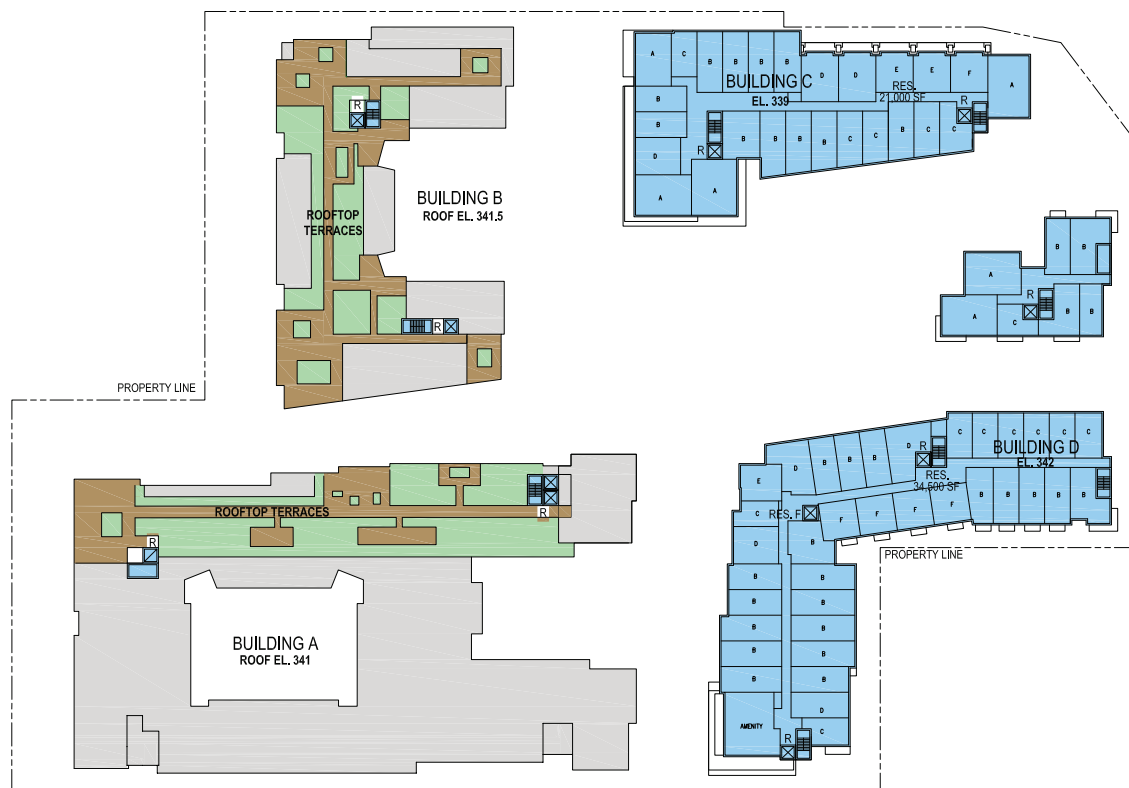 A C B B B B D D E E F A
BUILDING C
EL. 339
RES.
21,000 SF
R
B
B
R
B B B B C C B C C
D
A
A
R
BUILDING B
ROOF EL. 341.5
ROOFTOP
TERRACES
R
B B
A
R
A C B B
PROPERTY LINE
C C C C C C
BUILDING D
EL. 342
D B B B D
R
RES.
34,500 SF
E
B B B B B
F F F F
C
RES. F
D
B
B B
B B
B B
B B
B B
D
AMENITY
C
R
PROPERTY LINE
ROOFTOP TERRACES
R
R
BUILDING A
ROOF EL. 341